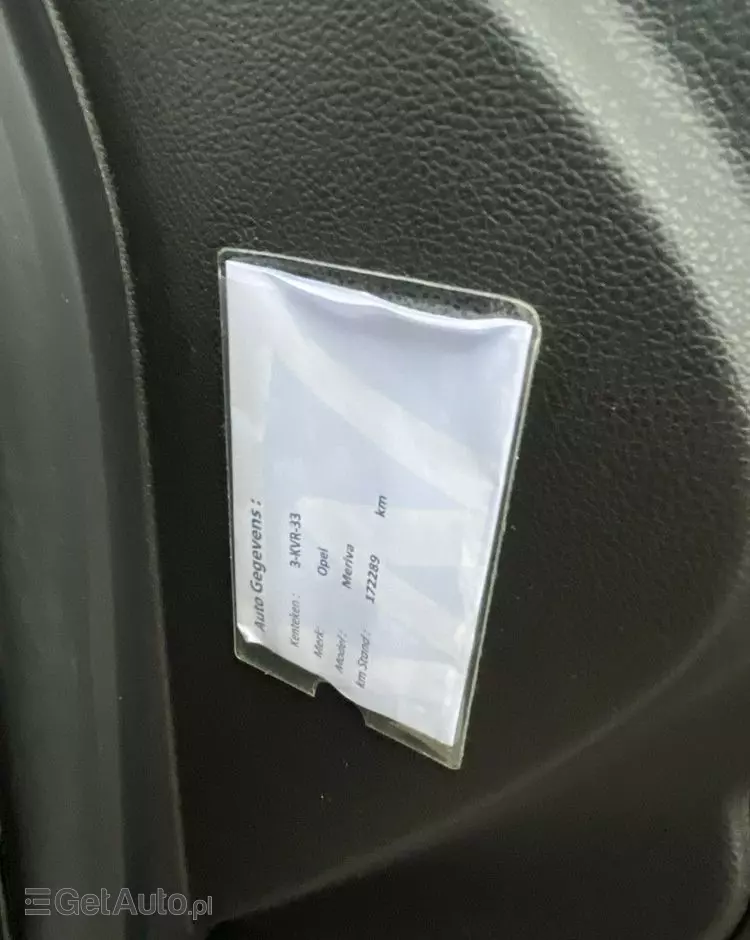 Auto Gegevens :
Kenteken : 3-KVR-33
Merk: Opel
Model : Meriva
km Stand : 172289 km
GetAuto.pl